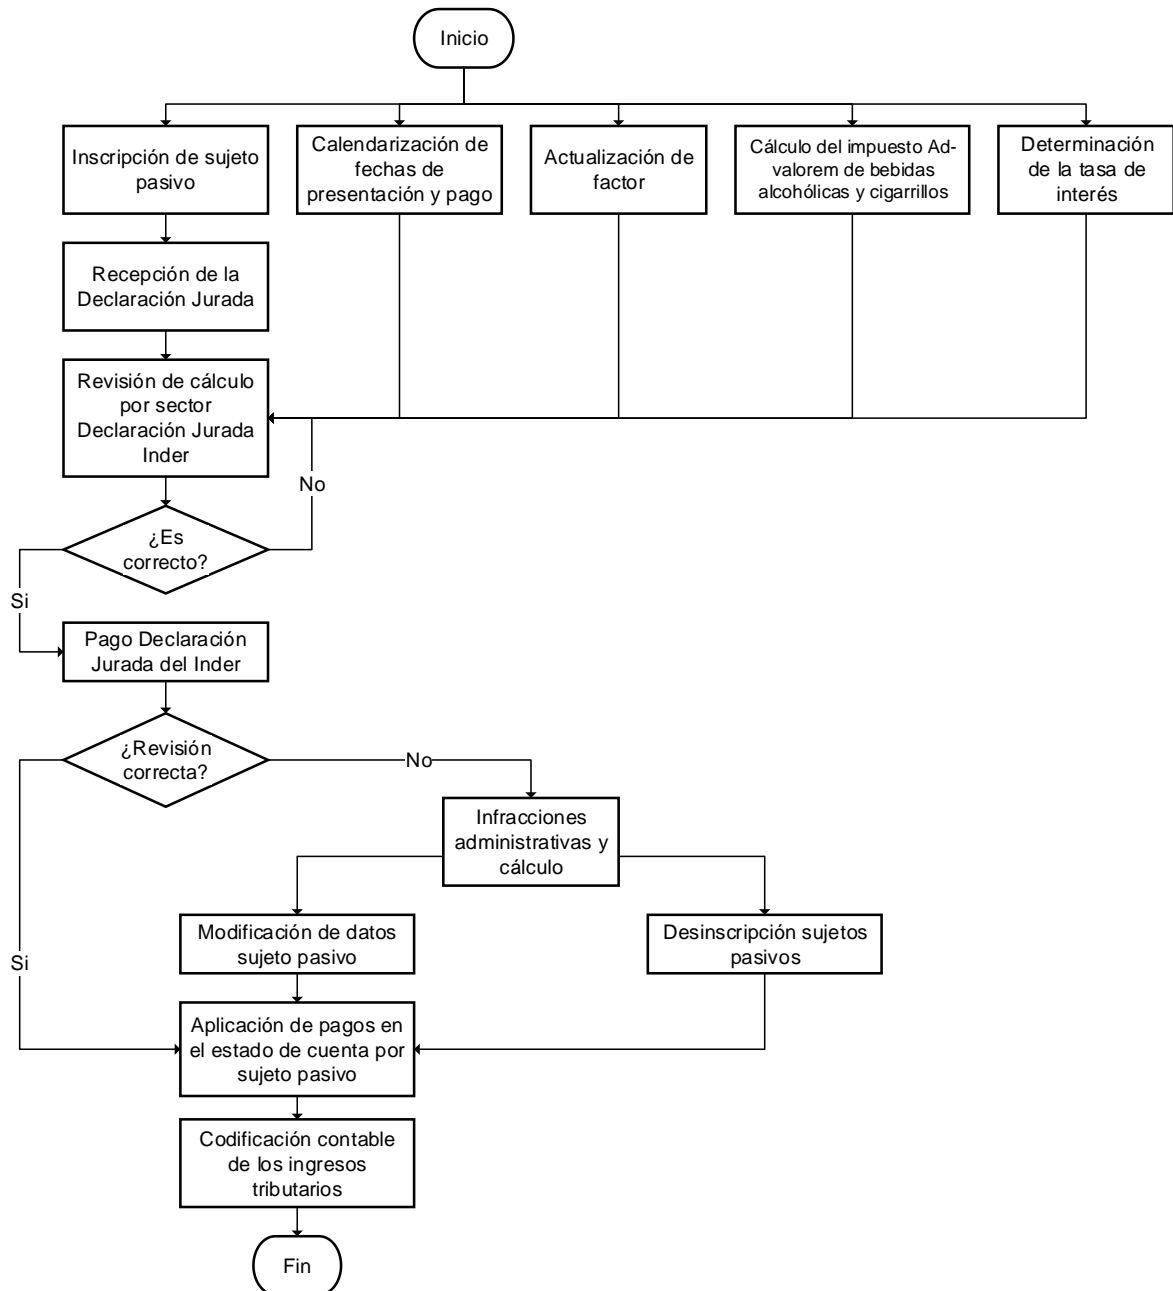 Inicio
Inscripción de sujeto
pasivo
Calendarización de
fechas de
presentación y pago
Actualización de
factor
Cálculo del impuesto Ad-
valorem de bebidas
alcohólicas y cigarrillos
Determinación
de la tasa de
interés
Recepción de la
Declaración Jurada
Revisión de cálculo
por sector
Declaración Jurada
Inder
No
¿Es
correcto?
Si
Pago Declaración
Jurada del Inder
¿Revisión
correcta?
No
Infracciones
administrativas y
cálculo
Modificación de datos
sujeto pasivo
Desinscripción sujetos
pasivos
Si
Aplicación de pagos en
el estado de cuenta por
sujeto pasivo
Codificación contable
de los ingresos
tributarios
Fin